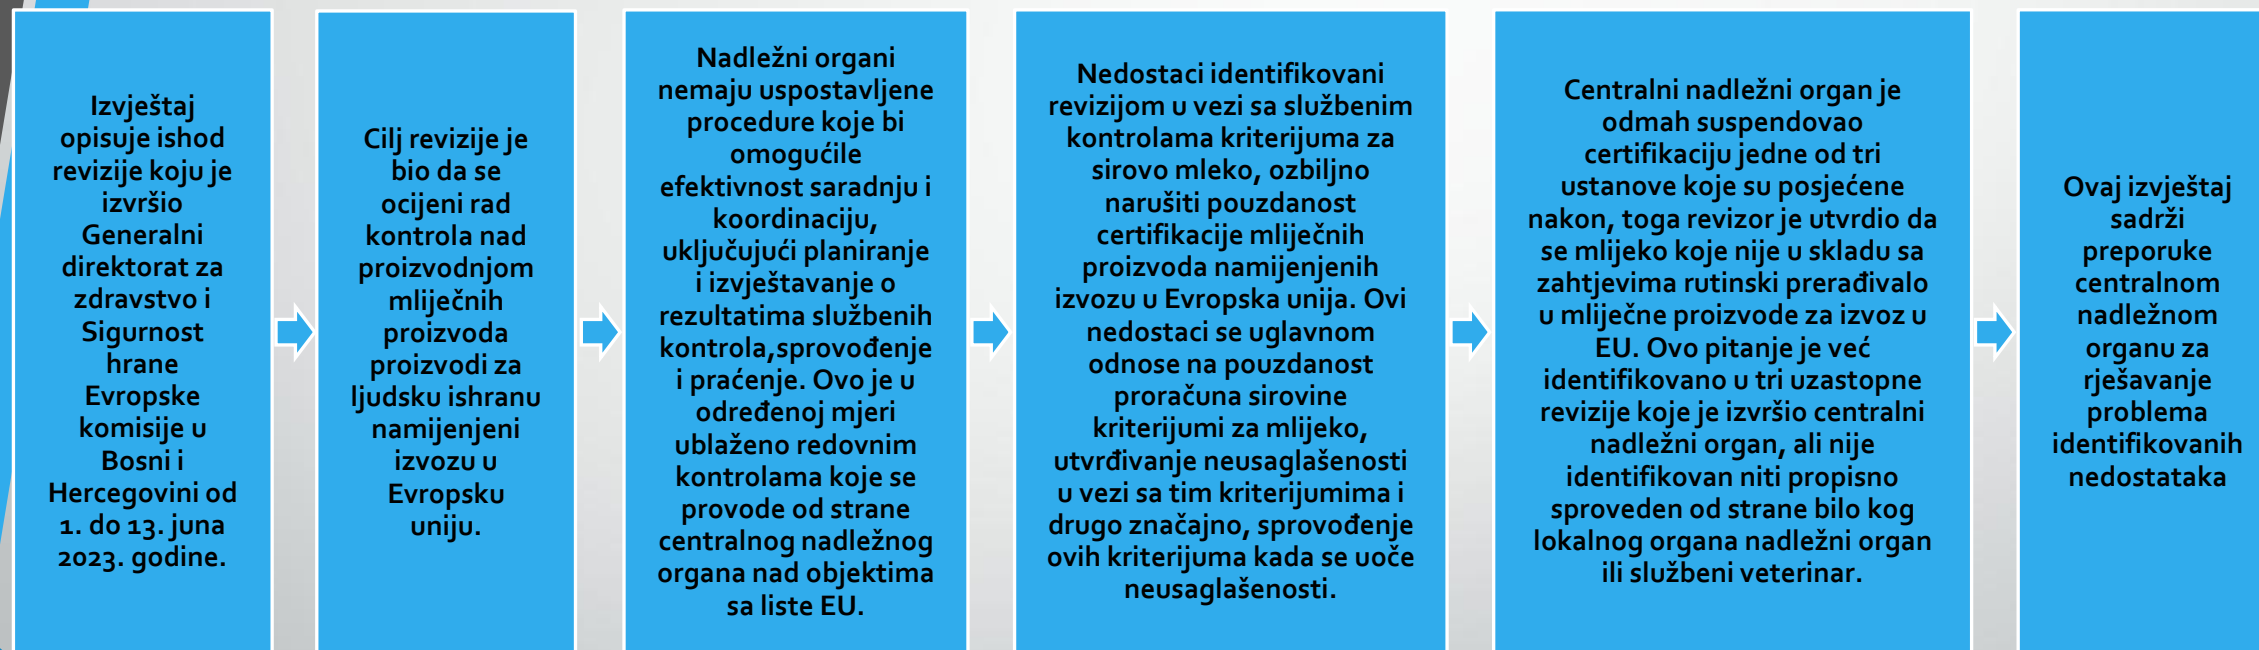 Izvještaj
opisuje ishod
revizije koju je
izvršio
Generalni
direktorat za
zdravstvo i
Sigurnost
hrane
Evropske
komisije u
Bosni i
Hercegovini od
1. do 13. juna
2023. godine.
Cilj revizije je
bio da se
ocijeni rad
kontrola nad
proizvodnjom
mliječnih
proizvoda
proizvodi za
ljudsku ishranu
namijenjeni
izvozu u
Evropsku
uniju.
Nadležni organi
nemaju uspostavljene
procedure koje bi
omogućile
efektivnost saradnju i
koordinaciju,
uključujući planiranje
i izvještavanje o
rezultatima službenih
kontrola,sprovođenje
i praćenje. Ovo je u
određenoj mjeri
ublaženo redovnim
kontrolama koje se
provode od strane
centralnog nadležnog
organa nad objektima
sa liste EU.
Nedostaci identifikovani
revizijom u vezi sa službenim
kontrolama kriterijuma za
sirovo mleko, ozbiljno
narušiti pouzdanost
certifikacije mliječnih
proizvoda namijenjenih
izvozu u Evropska unija. Ovi
nedostaci se uglavnom
odnose na pouzdanost
proračuna sirovine
kriterijumi za mlijeko,
utvrđivanje neusaglašenosti
u vezi sa tim kriterijumima i
drugo značajno, sprovođenje
ovih kriterijuma kada se uoče
neusaglašenosti.
Centralni nadležni organ je
odmah suspendovao
certifikaciju jedne od tri
ustanove koje su posjećene
nakon, toga revizor je utvrdio da
se mlijeko koje nije u skladu sa
zahtjevima rutinski prerađivalo
u mliječne proizvode za izvoz u
EU. Ovo pitanje je već
identifikovano u tri uzastopne
revizije koje je izvršio centralni
nadležni organ, ali nije
identifikovan niti propisno
sproveden od strane bilo kog
lokalnog organa nadležni organ
ili službeni veterinar.
Ovaj izvještaj
sadrži
preporuke
centralnom
nadležnom
organu za
rješavanje
problema
identifikovanih
nedostataka